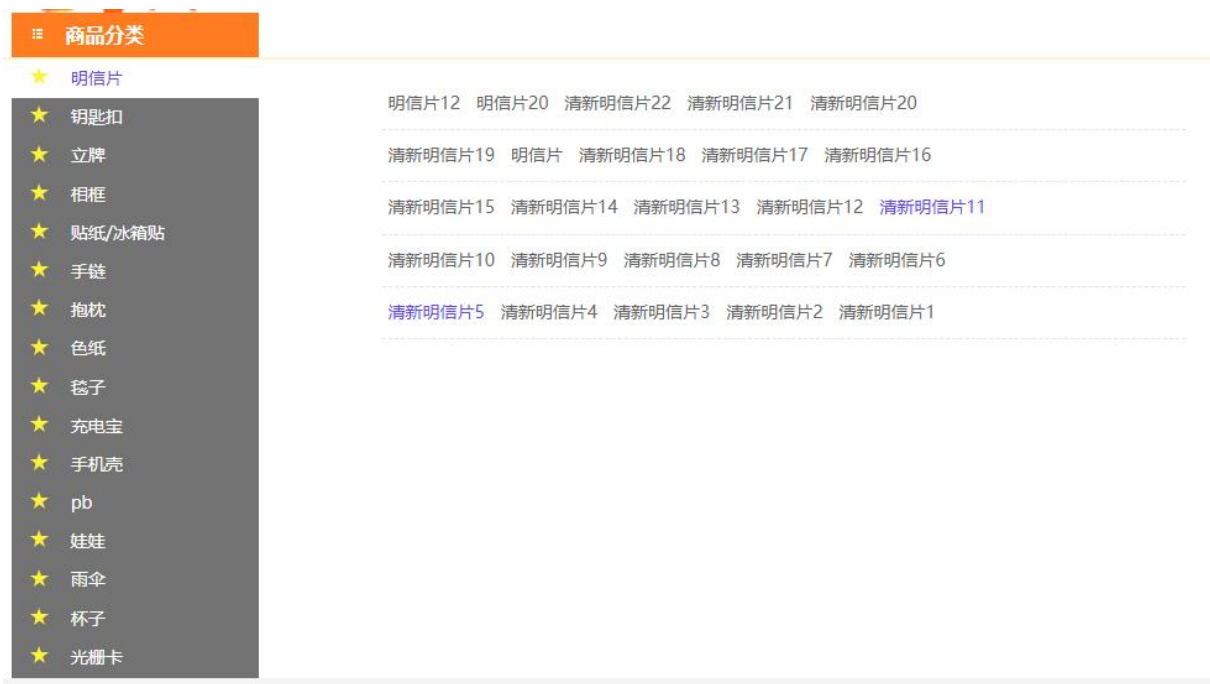 商品分类
明信片
钥匙扣
立牌
相框
贴纸/冰箱贴
手链
抱枕
色纸
毯子
充电宝
手机壳
pb
娃娃
雨伞
杯子
光栅卡
明信片12 明信片20 清新明信片22 清新明信片21 清新明信片20
清新明信片19 明信片 清新明信片18 清新明信片17 清新明信片16
清新明信片15 清新明信片14 清新明信片13 清新明信片12 清新明信片11
清新明信片10 清新明信片9 清新明信片8 清新明信片7 清新明信片6
清新明信片5 清新明信片4 清新明信片3 清新明信片2 清新明信片1